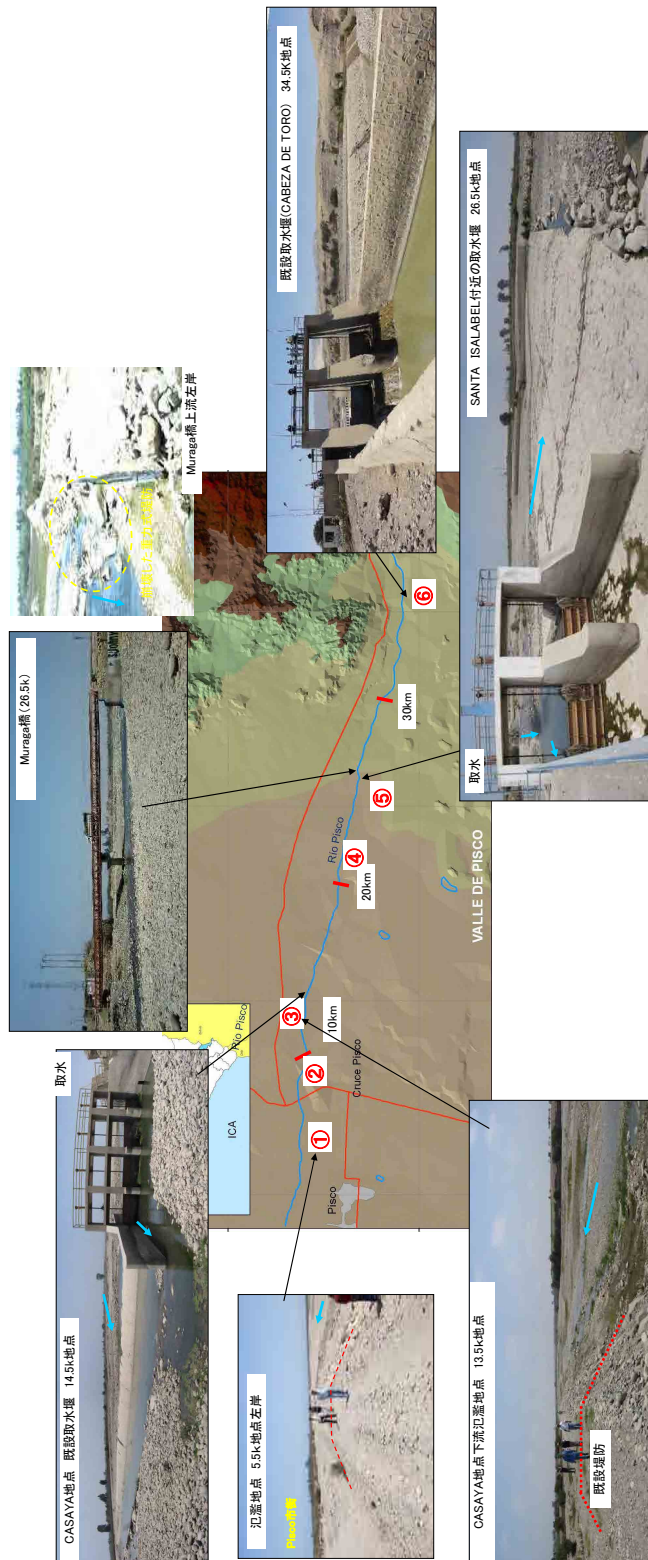 CASAYA地点 既設取水堰 14.5k地点
取水
Muraga橋(26.5k)
Muraga橋上流左岸
既設取水堰(CABEZA DE TORO) 34.5K地点
氾濫地点 5.5k地点左岸
Pisco市街
ICA
Río Pisco
①
②
③
④
⑤
⑥
10km
20km
30km
Río Pisco
Cruce Pisco
Pisco
VALLE DE PISCO
CASAYA地点下流氾濫地点 13.5k地点
既設堤防
SANTA ISALABEL付近の取水堰 26.5k地点
取水